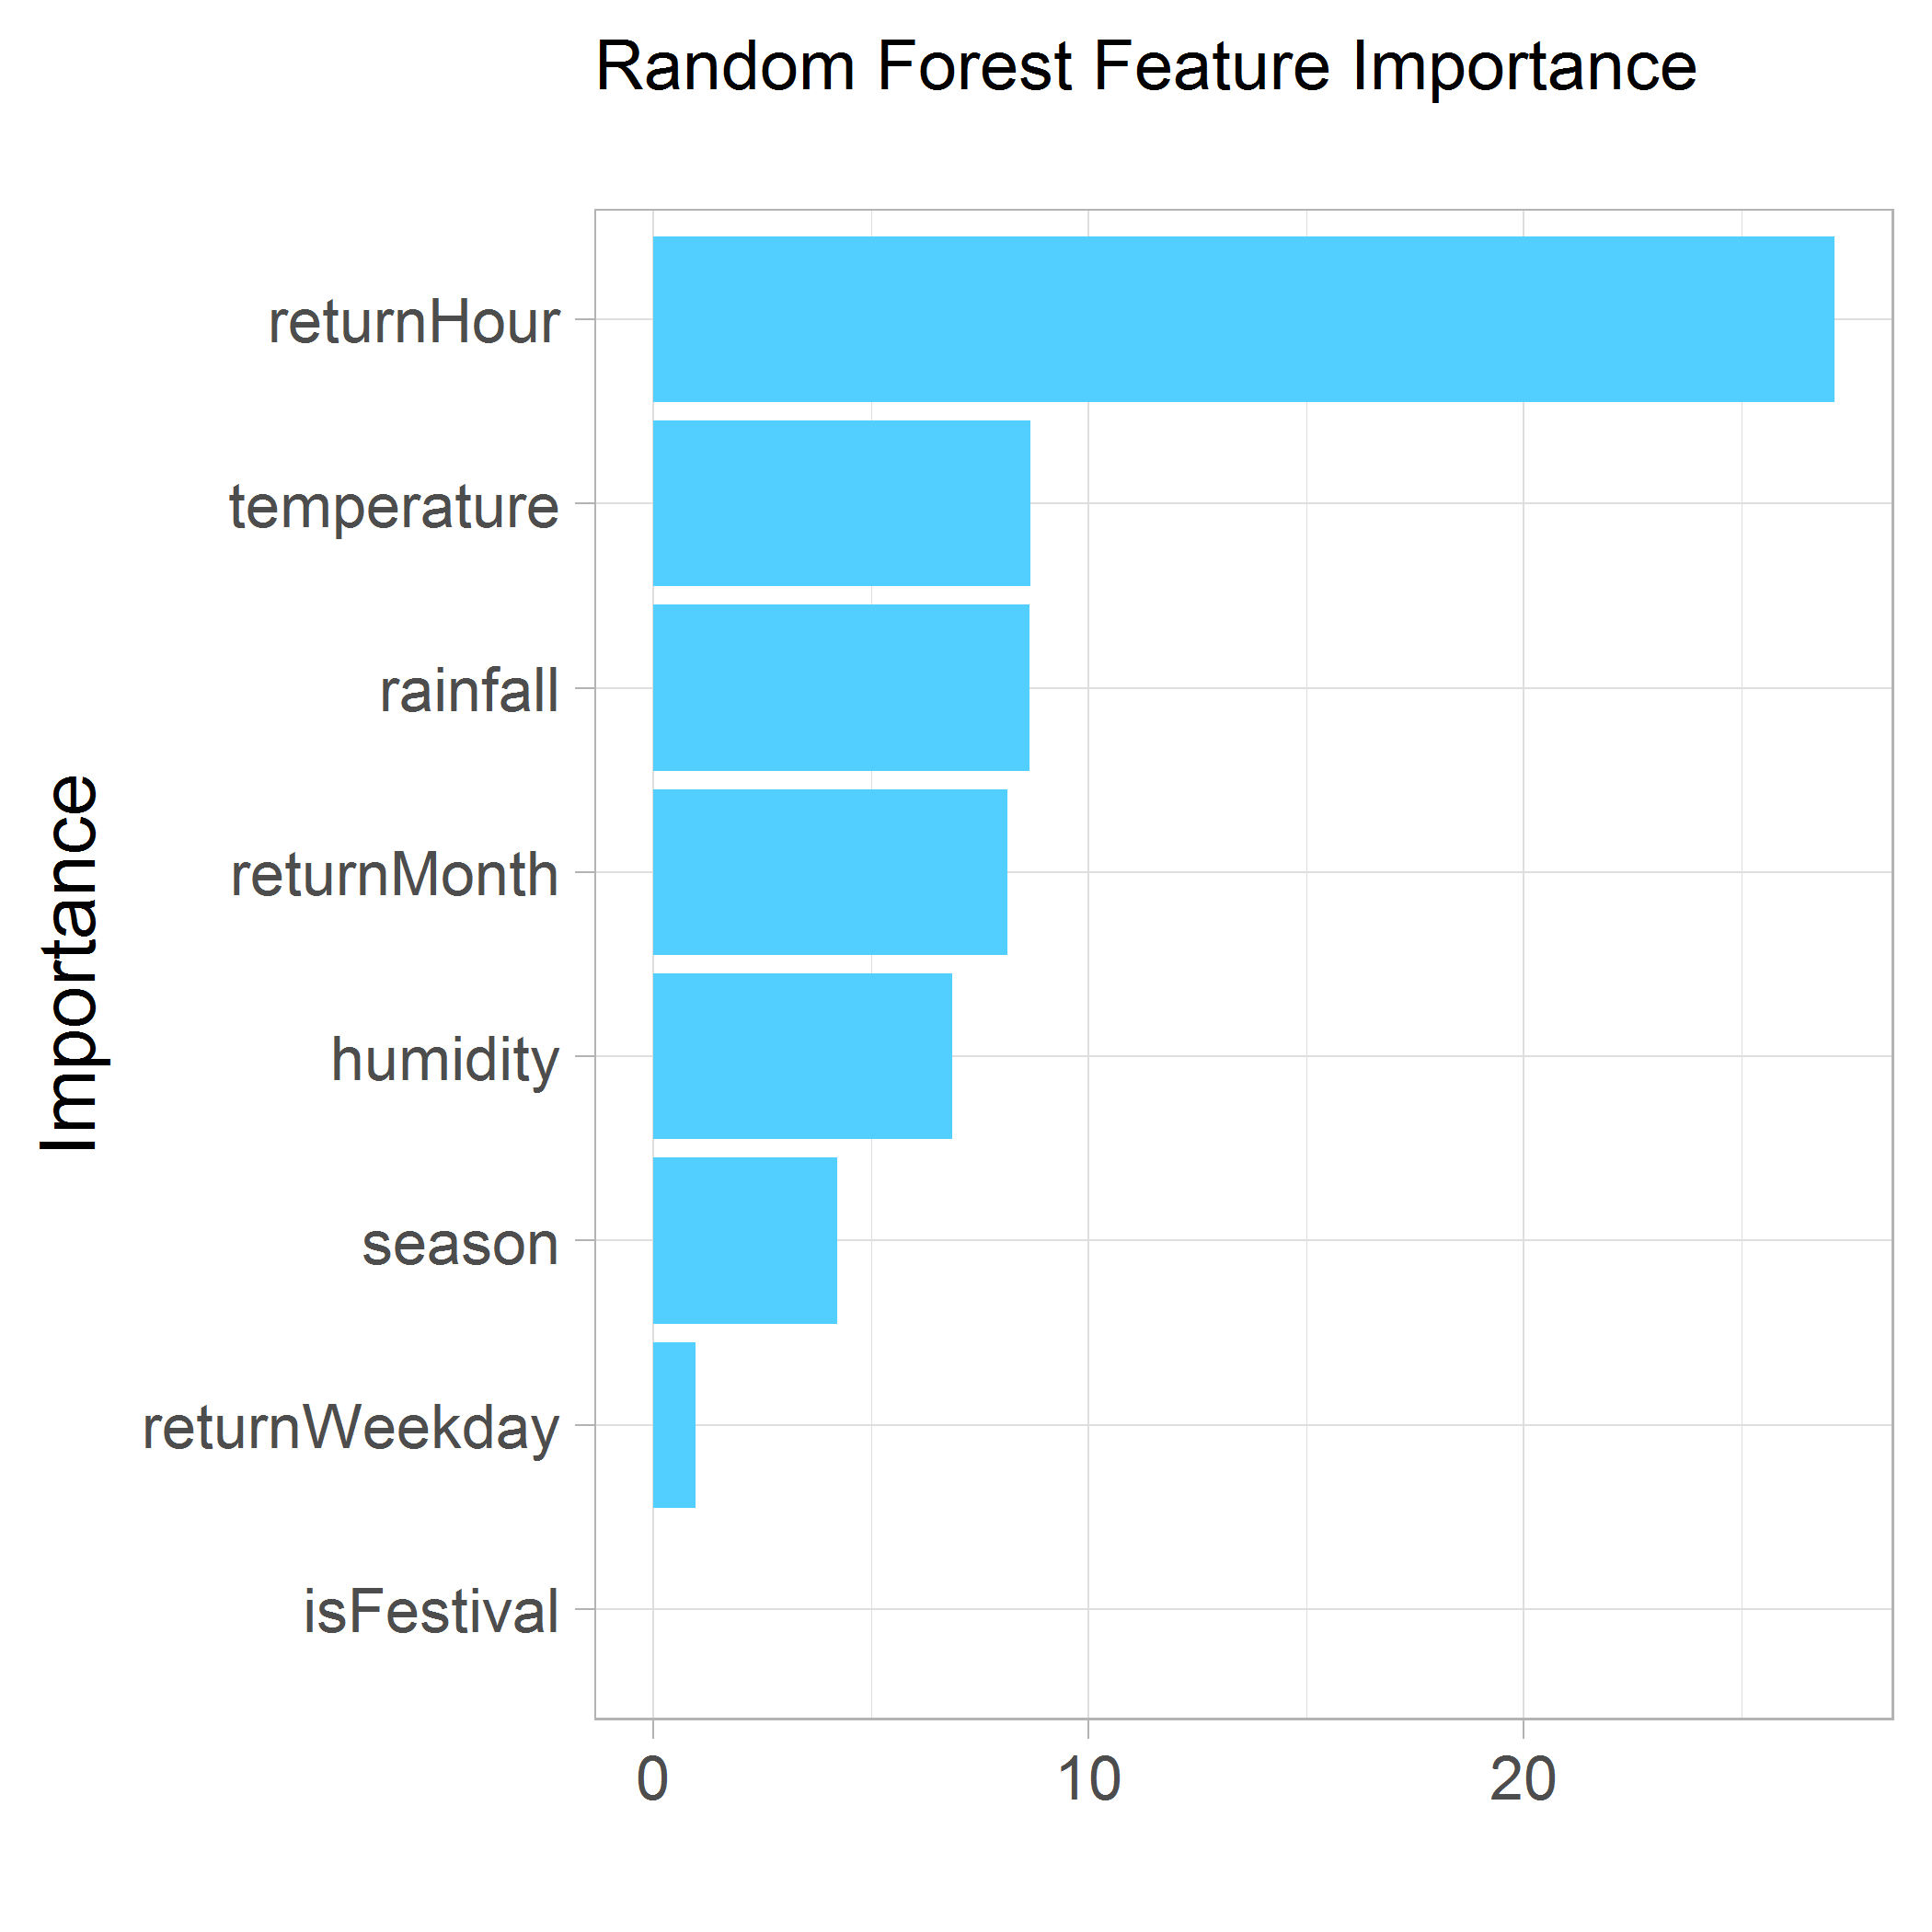 Random Forest Feature Importance
Importance
returnHour
temperature
rainfall
returnMonth
humidity
season
returnWeekday
isFestival
0 10 20